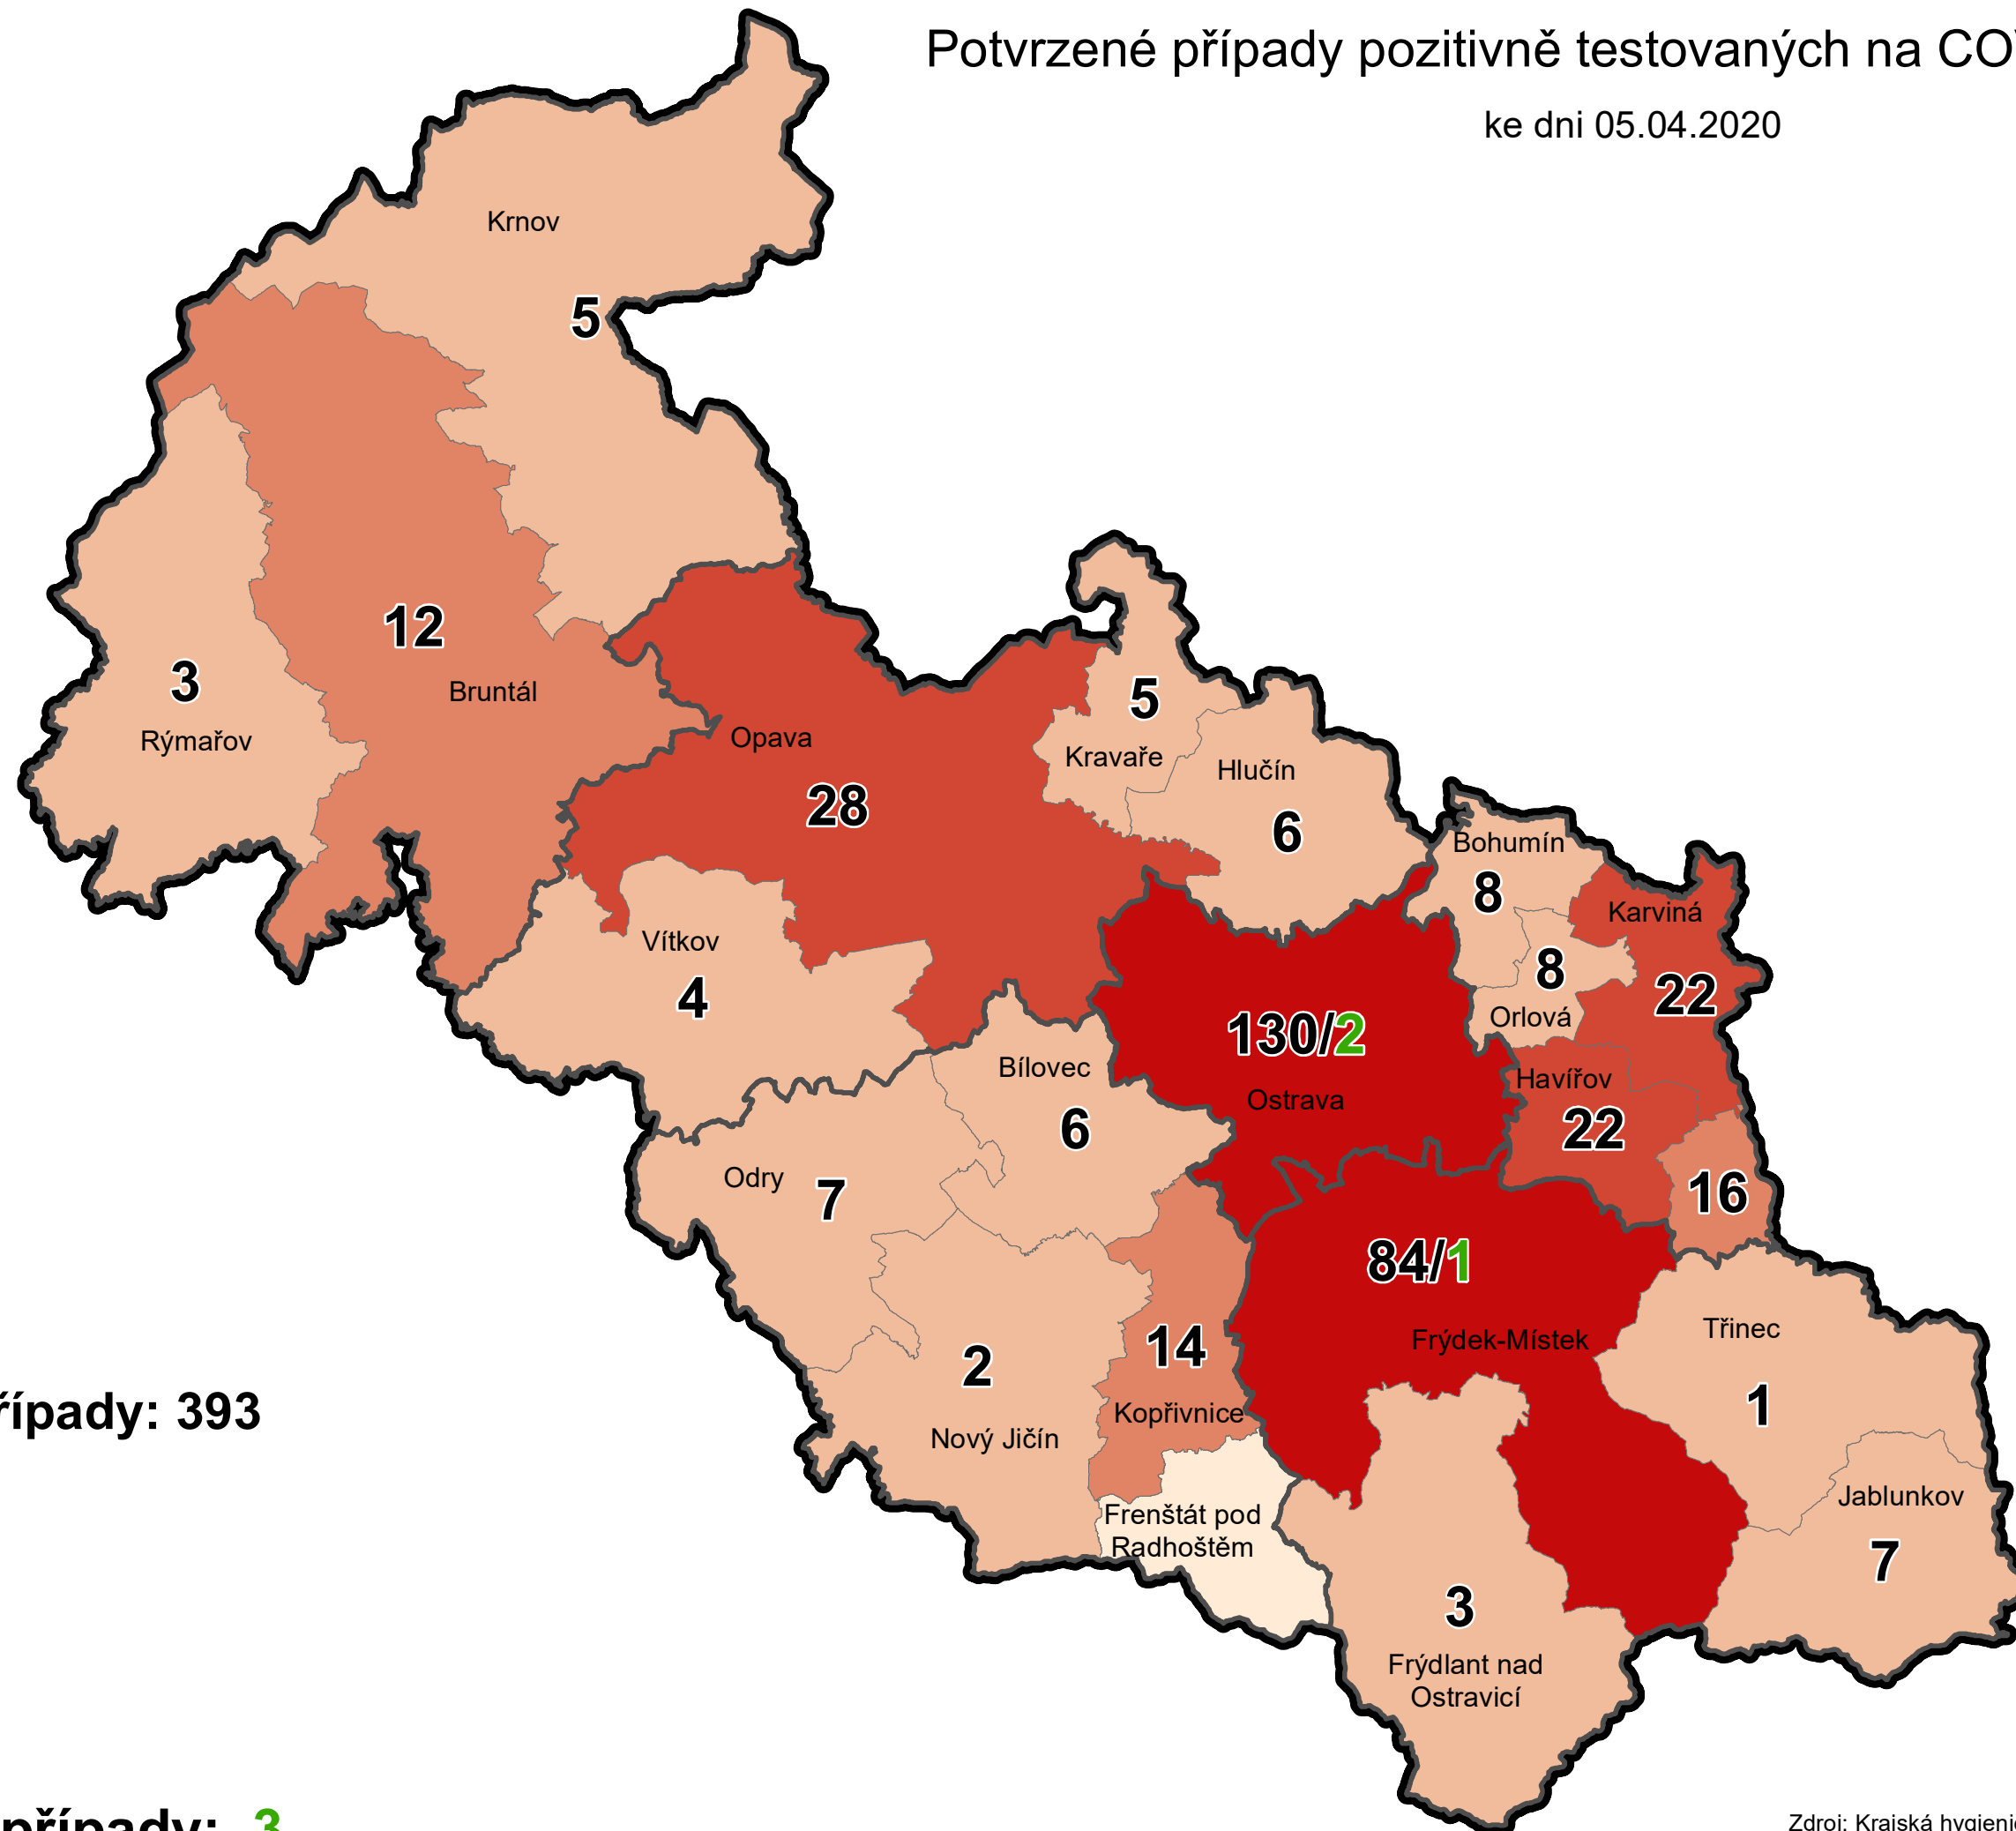 Potvrzené případy pozitivně testovaných na
ke dni 05.04.2020
Krnov
5
12
Bruntál
3
Rýmařov
Opava
28
5
Kravaře
Hlučín
6
Bohumín
8
Karviná
22
8
Orlová
Vítkov
4
130/2
Ostrava
Havířov
22
16
Bílovec
6
Odry
7
84/1
Frýdek-Místek
Třinec
1
2
Nový Jičín
14
Kopřivnice
393
Frenštát pod
Radhoštěm
Jablunkov
7
3
Frýdlant nad
Ostravicí
případy: 3
Zdroj: Krajská